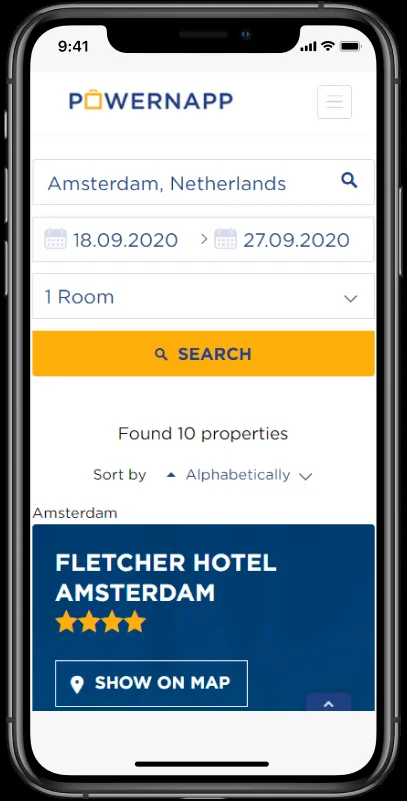 9:41
POWERNAPP
Amsterdam, Netherlands
18.09.2020 > 27.09.2020
1 Room
SEARCH
Found 10 properties
Sort by Alphabetically
Amsterdam
FLETCHER HOTEL
AMSTERDAM
SHOW ON MAP